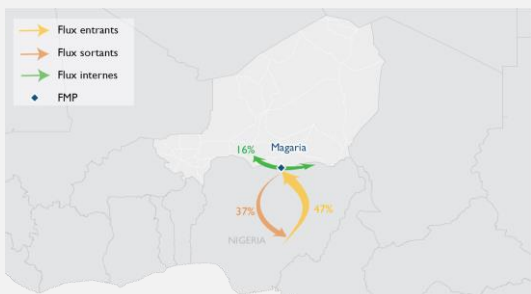 Flux entrants
Flux sortants
Flux internes
FMP
16%
Magaria
37%
47%
NIGERIA